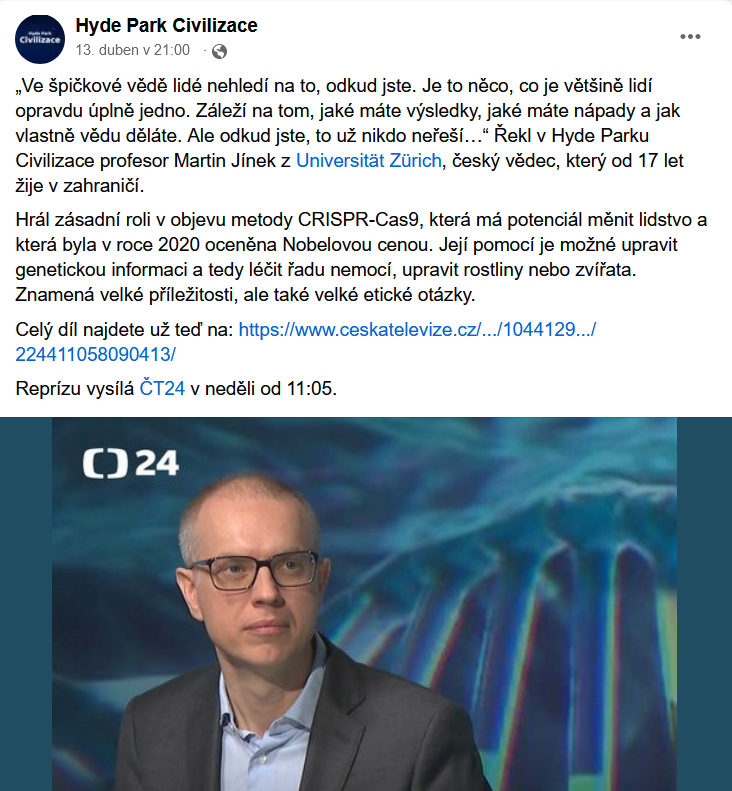 Hyde Park
Civilizace
Hyde Park Civilizace
13. duben v 21:00 ·
„Ve špičkové vědě lidé nehledí na to, odkud jste. Je to něco, co je většině lidí
opravdu úplně jedno. Záleží na tom, jaké máte výsledky, jaké máte nápady a jak
vlastně vědu děláte. Ale odkud jste, to už nikdo neřeší…“ Řekl v Hyde Parku
Civilizace profesor Martin Jínek z Universität Zürich, český vědec, který od 17 let
žije v zahraničí.
Hrál zásadní roli v objevu metody CRISPR-Cas9, která má potenciál měnit lidstvo a
která byla v roce 2020 oceněna Nobelovou cenou. Její pomocí je možné upravit
genetickou informaci a tedy léčit řadu nemocí, upravit rostliny nebo zvířata.
Znamená velké příležitosti, ale také velké etické otázky.
Celý díl najdete už teď na: https://www.ceskatelevize.cz/.../1044129.../
224411058090413/
Reprízu vysílá ČT24 v neděli od 11:05.
24